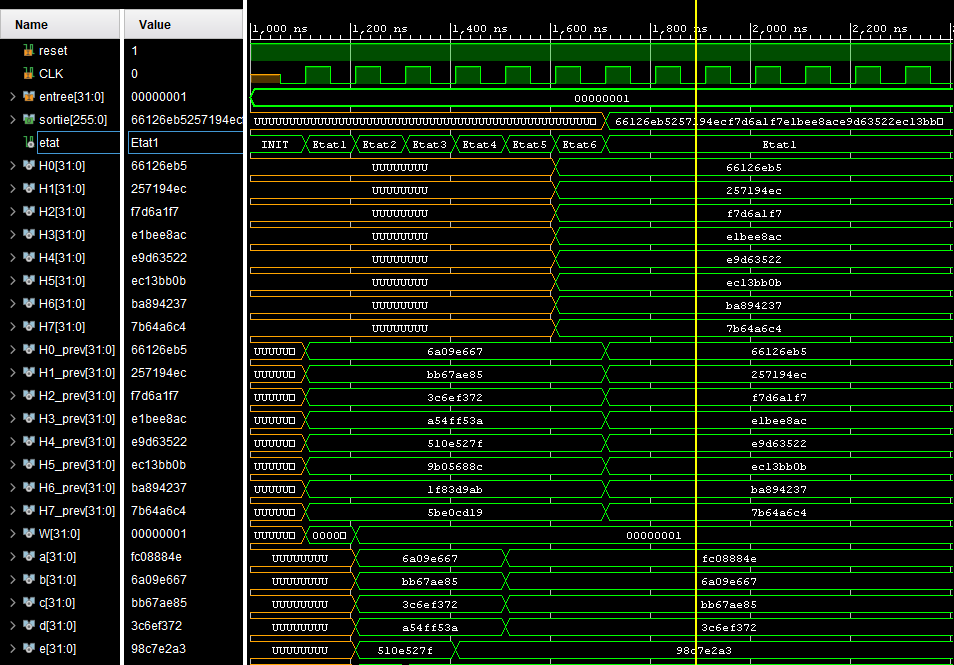 Name Value 1,000 ns 1,200 ns 1,400 ns 1,600 ns 1,800 ns 2,000 ns 2,200 ns
reset 1
CLK 0
entree[31:0] 00000001 00000001
sortie[255:0] 66126eb5257194ec 66126eb5257194ecf7d6a1f7e1bee8ace9d63522ec13bb
etat Etat1 INIT Etat1 Etat2 Etat3 Etat4 Etat5 Etat6 Etat1
H0[31:0] 66126eb5 UUUUUUUU 66126eb5
H1[31:0] 257194ec UUUUUUUU 257194ec
H2[31:0] f7d6a1f7 UUUUUUUU f7d6a1f7
H3[31:0] e1bee8ac UUUUUUUU e1bee8ac
H4[31:0] e9d63522 UUUUUUUU e9d63522
H5[31:0] ec13bb0b UUUUUUUU ec13bb0b
H6[31:0] ba894237 UUUUUUUU ba894237
H7[31:0] 7b64a6c4 UUUUUUUU 7b64a6c4
H0_prev[31:0] 66126eb5 UUUUU 6a09e667 66126eb5
H1_prev[31:0] 257194ec UUUUU bb67ae85 257194ec
H2_prev[31:0] f7d6a1f7 UUUUU 3c6ef372 f7d6a1f7
H3_prev[31:0] e1bee8ac UUUUU a54ff53a e1bee8ac
H4_prev[31:0] e9d63522 UUUUU 510e527f e9d63522
H5_prev[31:0] ec13bb0b UUUUU 9b05688c ec13bb0b
H6_prev[31:0] ba894237 UUUUU 1f83d9ab ba894237
H7_prev[31:0] 7b64a6c4 UUUUU 5be0cd19 7b64a6c4
W[31:0] 00000001 UUUUU 0000 00000001
a[31:0] fc08884e UUUUUUUU 6a09e667 fc08884e
b[31:0] 6a09e667 UUUUUUUU bb67ae85 6a09e667
c[31:0] bb67ae85 UUUUUUUU 3c6ef372 bb67ae85
d[31:0] 3c6ef372 UUUUUUUU a54ff53a 3c6ef372
e[31:0] 98c7e2a3 UUUUUUUU 510e527f 98c7e2a3